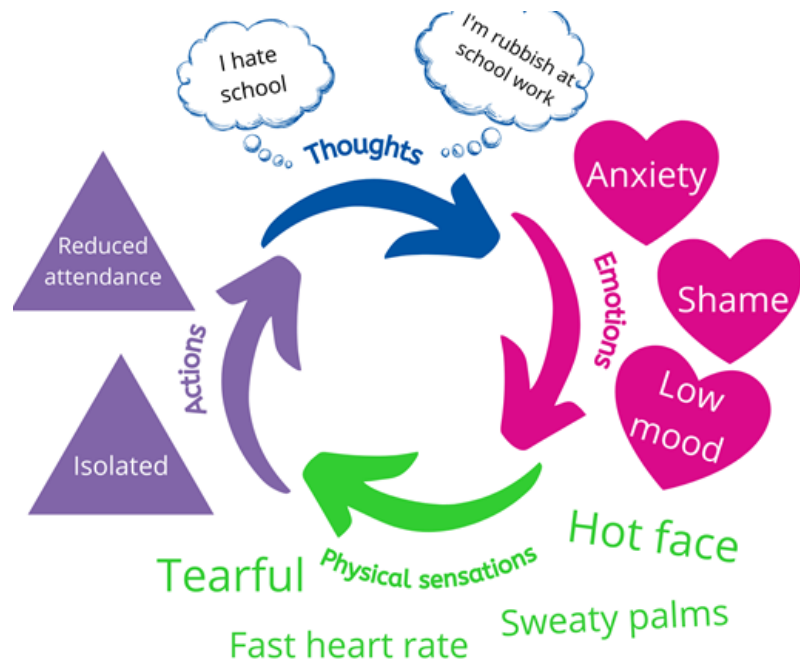 I hate
school
I'm rubbish at
school work
Thoughts
Anxiety
Emotions
Shame
Low
mood
Hot face
Physical sensations
Sweaty palms
Tearful
Fast heart rate
Actions
Reduced
attendance
Isolated